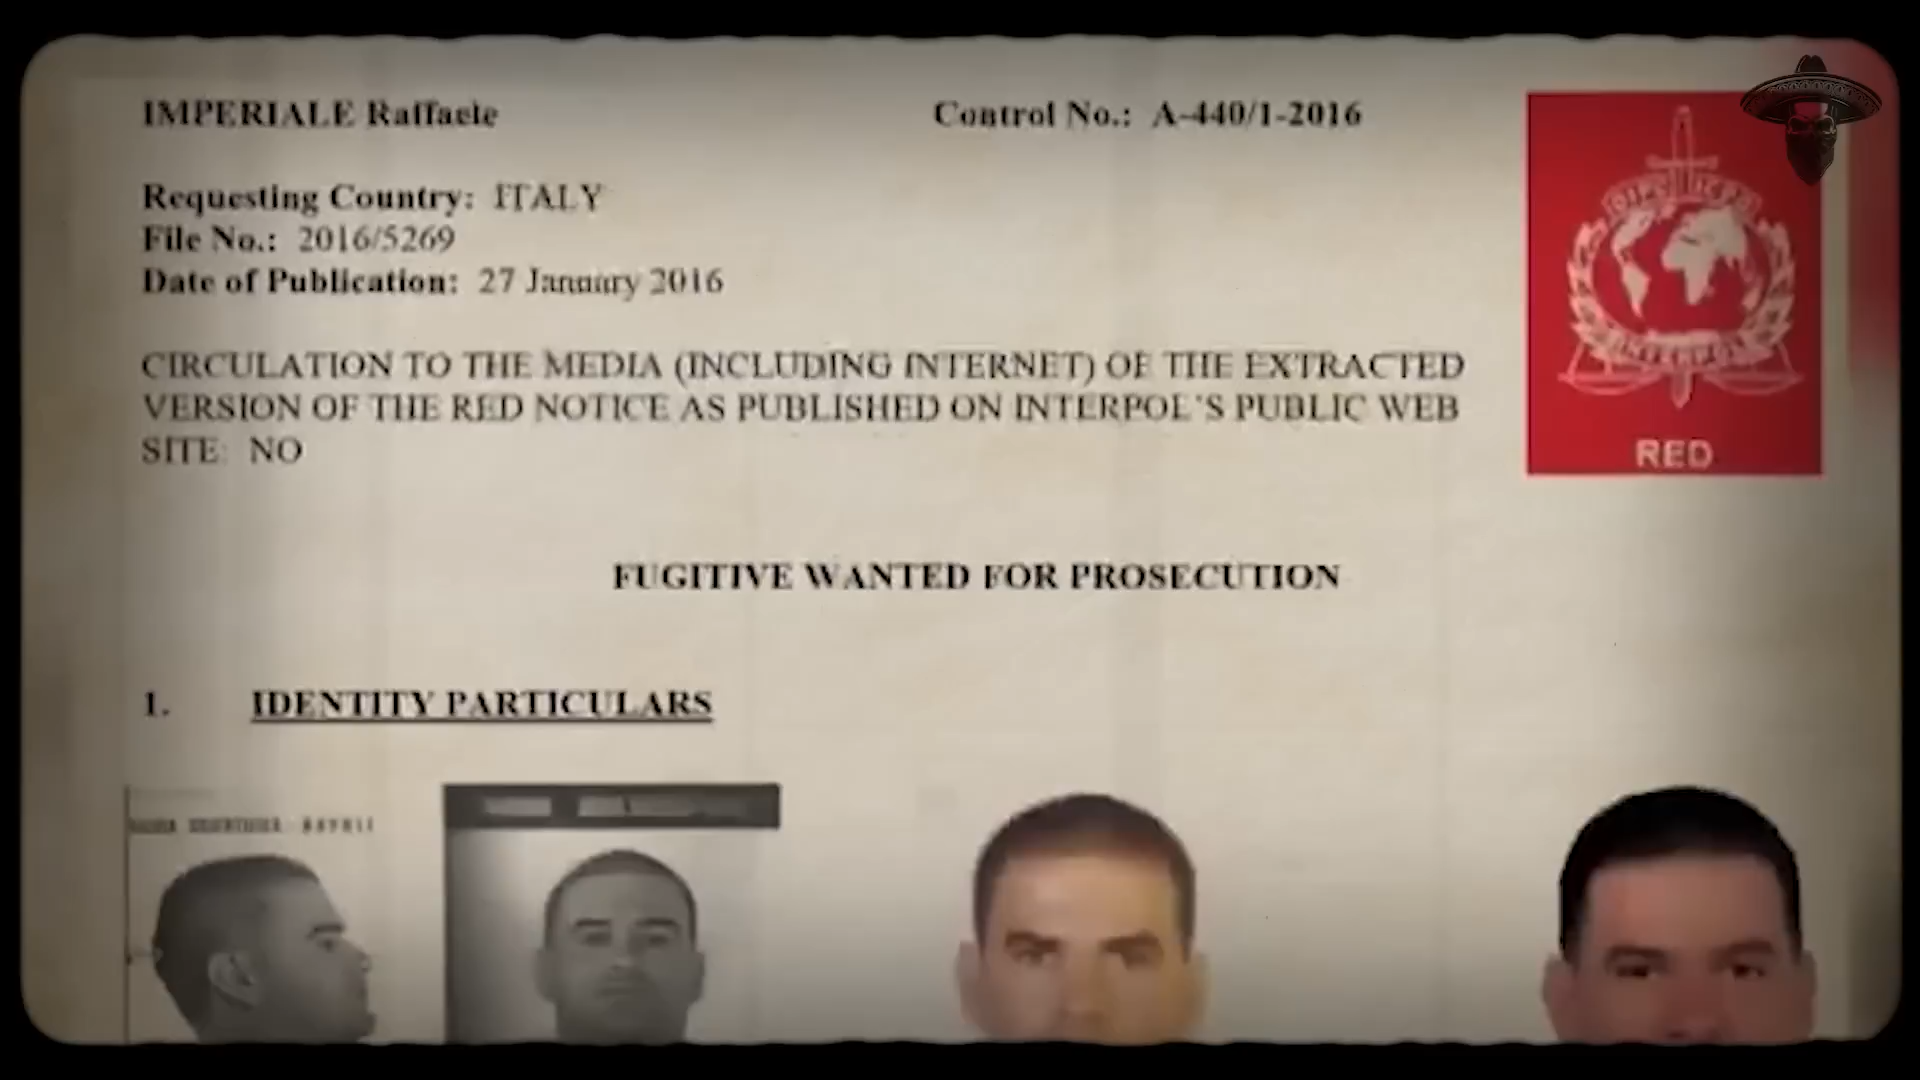 IMPERIALE Raffaele
Control No.: A-440/1-2016
Requesting Country: ITALY
File No.: 2016/5269
Date of Publication: 27 January 2016
CIRCULATION TO THE MEDIA (INCLUDING INTERNET) OF THE EXTRACTED
VERSION OF THE RED NOTICE AS PUBLISHED ON INTERPOL'S PUBLIC WEB
SITE: NO
RED
FUGITIVE WANTED FOR PROSECUTION
1. IDENTITY PARTICULARS